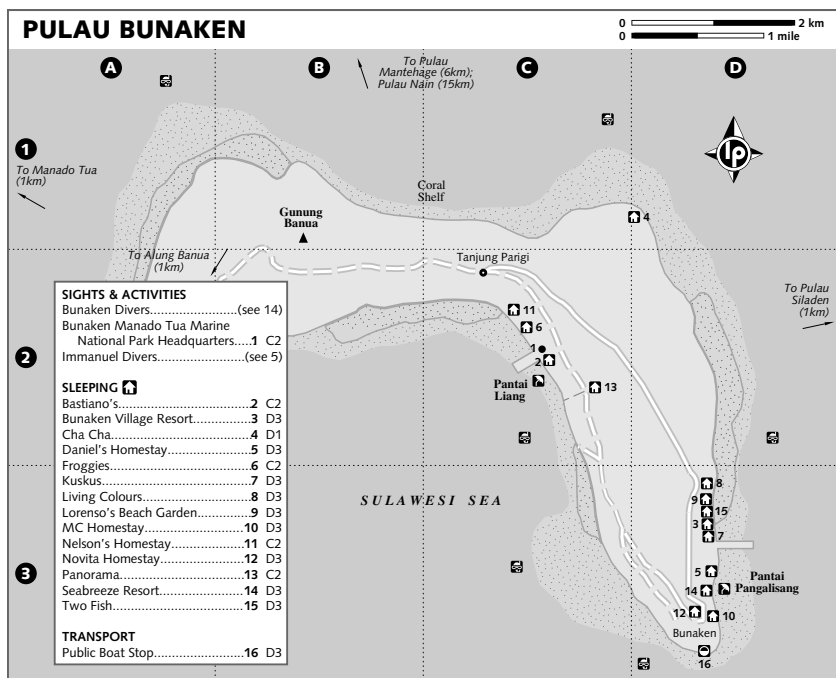 PULAU BUNAKEN
0 2 km
0 1 mile
A
B
C
D
To Pulau
Mantehage (6km);
Pulau Nain (15km)
1
To Manado Tua
(1km)
lp
Coral
Shelf
4
Gunung
Banua
To Alung Banua
(1km)
Tanjung Parigi
To Pulau
Siladen
(1km)
2
11
6
1
2
13
Pantai
Liang
SIGHTS & ACTIVITIES
Bunaken Divers.......................(see 14)
Bunaken Manado Tua Marine
National Park Headquarters....1 C2
Immanuel Divers.......................(see 5)
SLEEPING
Bastiano's..............................2 C2
Bunaken Village Resort..............3 D3
Cha Cha.................................4 D1
Daniel's Homestay....................5 D3
Froggies.................................6 C2
Kuskus...................................7 D3
Living Colours.........................8 D3
Lorenso's Beach Garden.............9 D3
MC Homestay.........................10 D3
Nelson's Homestay...................11 C2
Novita Homestay.....................12 D3
Panorama..............................13 C2
Seabreeze Resort.....................14 D3
Two Fish................................15 D3
TRANSPORT
Public Boat Stop......................16 D3
3
SULAWESI SEA
8
9
15
3
7
5
14
Pantai
Pangalisang
12
10
Bunaken
16